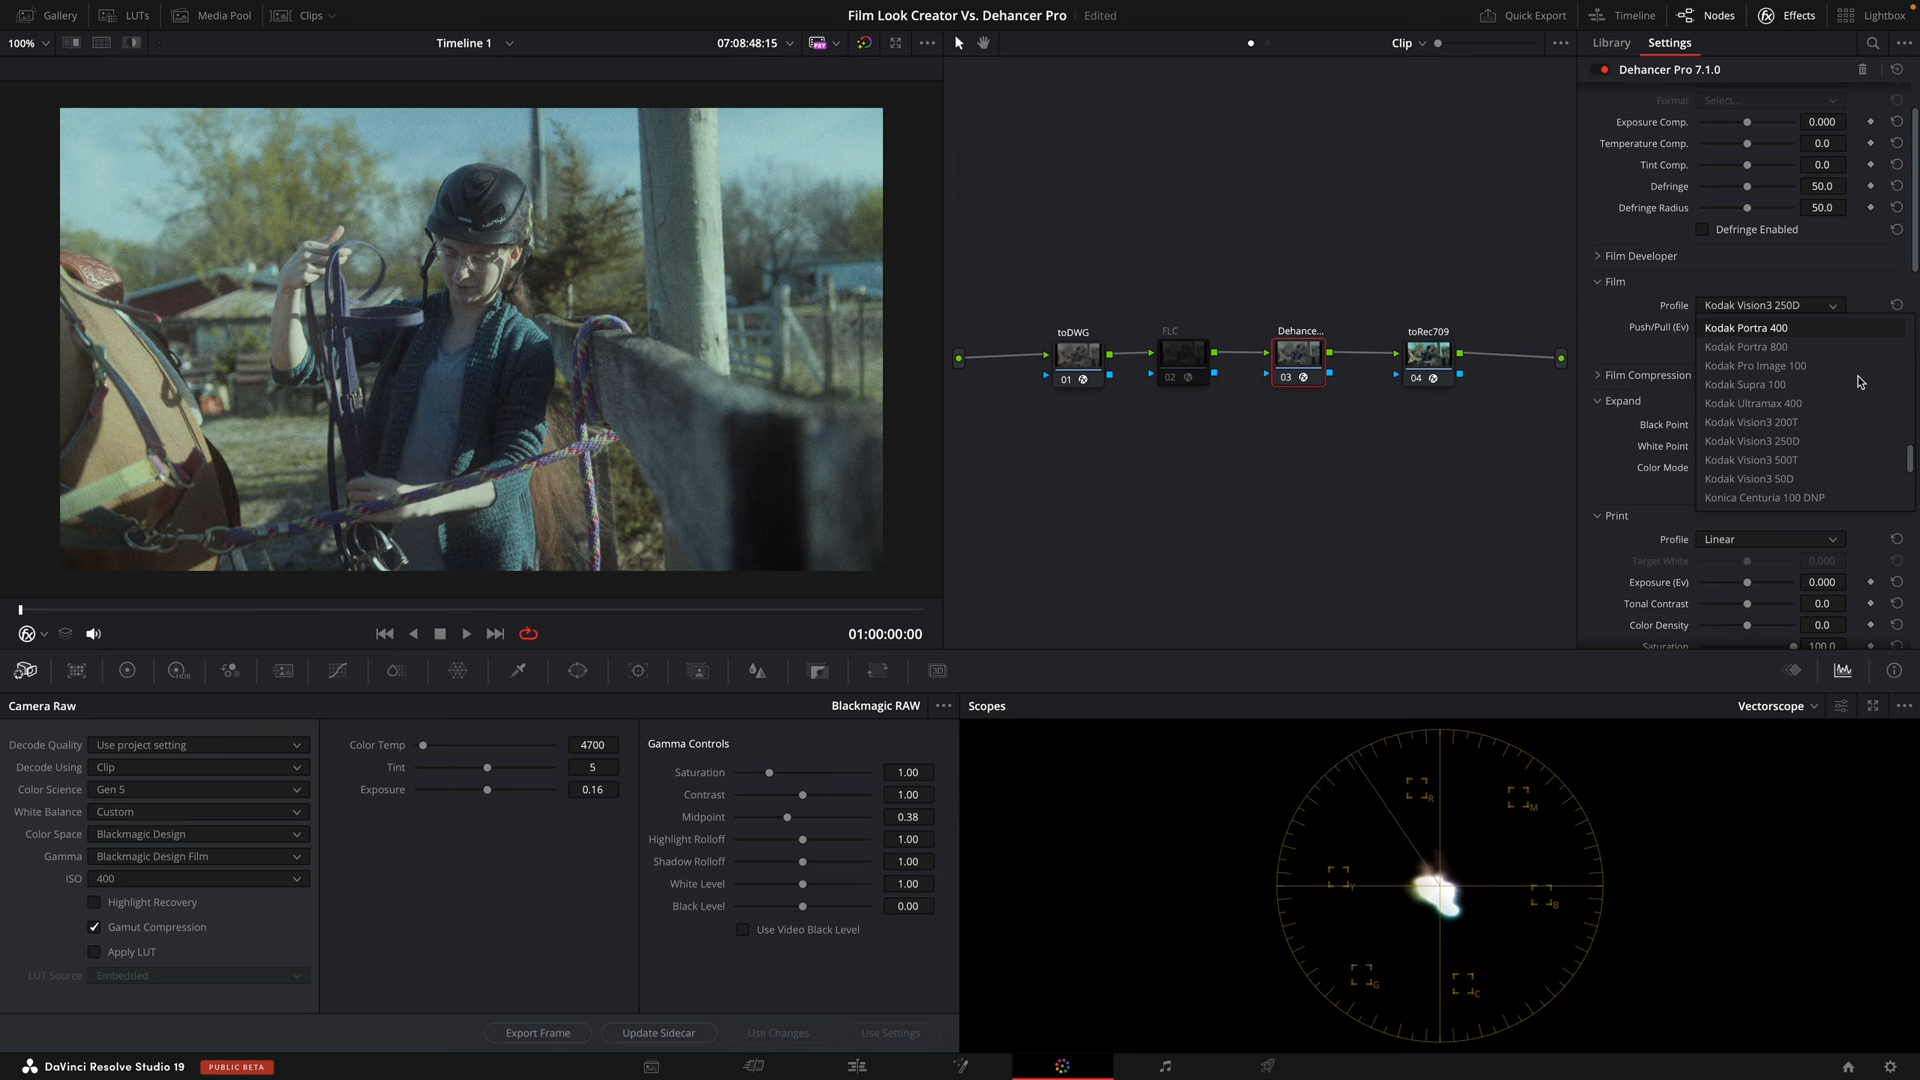 Gallery LUTs Media Pool Clips Film Look Creator Vs. Dehancer Pro Edited Quick Export Timeline Nodes Effects Lightbox
100% Timeline 1 07:08:48:15 Clip Library Settings
Dehancer Pro 7.1.0
Format Select...
Exposure Comp. 0.000
Temperature Comp. 0.0
Tint Comp. 0.0
Defringe 50.0
Defringe Radius 50.0
Defringe Enabled
Film Developer
Film
Profile Kodak Vision3 250D
Push/Pull (Ev)
Kodak Portra 400
Kodak Portra 800
Kodak Pro Image 100
Kodak Supra 100
Kodak Ultramax 400
Kodak Vision3 200T
Kodak Vision3 250D
Kodak Vision3 500T
Kodak Vision3 50D
Konica Centuria 100 DNP
Film Compression
Expand
Black Point
White Point
Color Mode
Print
Profile Linear
Target White 0.000
Exposure (Ev) 0.000
Tonal Contrast 0.0
Color Density 0.0
Saturation 100.0
toDWG FLC Dehance... toRec709
01 02 03 04
01:00:00:00
HDR
3D
Camera Raw Blackmagic RAW
Decode Quality Use project setting
Decode Using Clip
Color Science Gen 5
White Balance Custom
Color Space Blackmagic Design
Gamma Blackmagic Design Film
ISO 400
Highlight Recovery
Gamut Compression
Apply LUT
LUT Source Embedded
Color Temp 4700
Tint 5
Exposure 0.16
Gamma Controls
Saturation 1.00
Contrast 1.00
Midpoint 0.38
Highlight Rolloff 1.00
Shadow Rolloff 1.00
White Level 1.00
Black Level 0.00
Use Video Black Level
Export Frame Update Sidecar Use Changes Use Settings
Scopes Vectorscope
R M
Y B
G C
DaVinci Resolve Studio 19 PUBLIC BETA